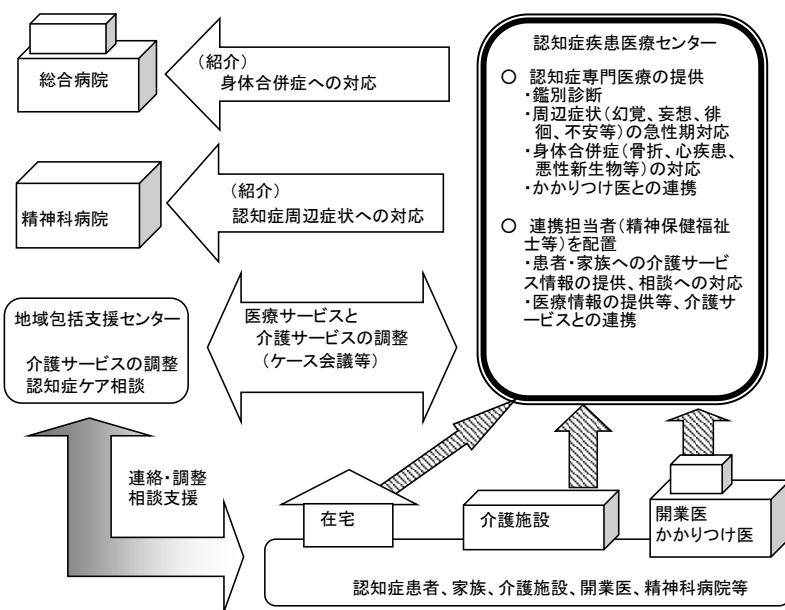 総合病院
(紹介)
身体合併症への対応
精神科病院
(紹介)
認知症周辺症状への対応
認知症疾患医療センター
○ 認知症専門医療の提供
・鑑別診断
・周辺症状(幻覚、妄想、徘
徊、不安等)の急性期対応
・身体合併症(骨折、心疾患、
悪性新生物等)の対応
・かかりつけ医との連携
○ 連携担当者(精神保健福祉
士等)を配置
・患者・家族への介護サービ
ス情報の提供、相談への対応
・医療情報の提供等、介護サ
ービスとの連携
地域包括支援センター
介護サービスの調整
認知症ケア相談
医療サービスと
介護サービスの調整
(ケース会議等)
連絡・調整
相談支援
在宅
介護施設
開業医
かかりつけ医
認知症患者、家族、介護施設、開業医、精神科病院等